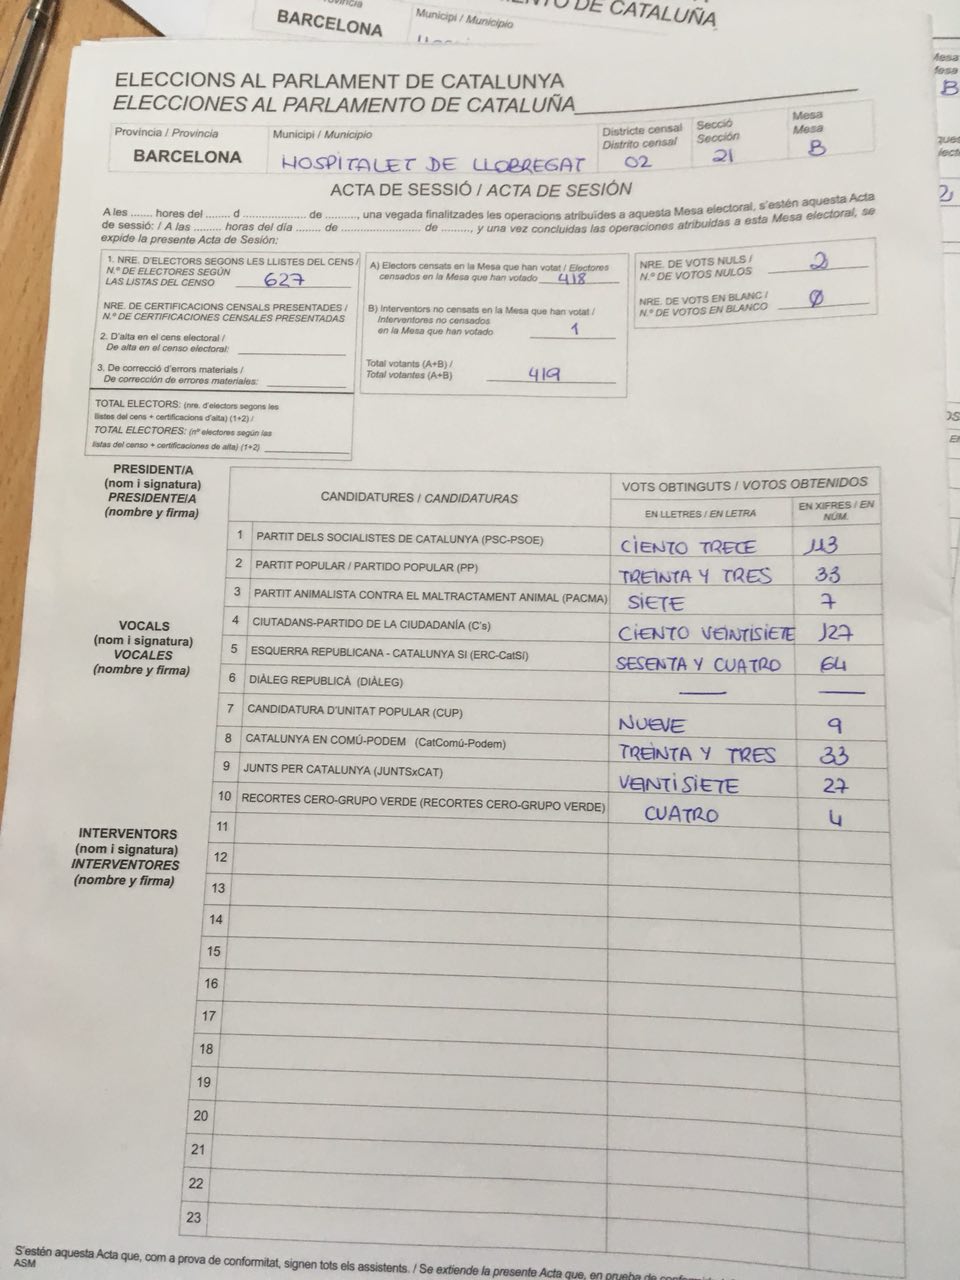 MENTO DE CATALUÑA
Província
BARCELONA
Municipi / Municipio
ELECCIONS AL PARLAMENT DE CATALUNYA
ELECCIONES AL PARLAMENTO DE CATALUÑA
Província / Provincia
BARCELONA
Municipi / Municipio
HOSPITALET DE LLOBREGAT
Districte censal
Distrito censal
02
Secció
Sección
21
Mesa
Mesa
B
ACTA DE SESSIÓ / ACTA DE SESIÓN
A les ....... hores del ....... d .................. de ........., una vegada finalitzades les operacions atribuïdes a aquesta Mesa electoral, s'estén aquesta Acta
de sessió: / A las ......... horas del día ....... de ...................... de ........., y una vez concluidas las operaciones atribuidas a esta Mesa electoral, se
expide la presente Acta de Sesión:
1. NRE. D'ELECTORS SEGONS LES LLISTES DEL CENS /
N.º DE ELECTORES SEGÚN
LAS LISTAS DEL CENSO 627
NRE. DE CERTIFICACIONS CENSALS PRESENTADES /
N.º DE CERTIFICACIONES CENSALES PRESENTADAS
2. D'alta en el cens electoral /
De alta en el censo electoral:
3. De correcció d'errors materials /
De corrección de errores materiales:
TOTAL ELECTORS: (nre. d'electors segons les
llistes del cens + certificacions d'alta) (1+2) /
TOTAL ELECTORES: (nº electores según las
listas del censo + certificaciones de alta) (1+2)
A) Electors censats en la Mesa que han votat / Electores
censados en la Mesa que han votado 418
B) Interventors no censats en la Mesa que han votat /
Interventores no censados
en la Mesa que han votado 1
Total votants (A+B) /
Total votantes (A+B) 419
NRE. DE VOTS NULS /
N.º DE VOTOS NULOS 2
NRE. DE VOTS EN BLANC /
N.º DE VOTOS EN BLANCO Ø
PRESIDENT/A
(nom i signatura)
PRESIDENTE/A
(nombre y firma)
VOCALS
(nom i signatura)
VOCALES
(nombre y firma)
INTERVENTORS
(nom i signatura)
INTERVENTORES
(nombre y firma)
CANDIDATURES / CANDIDATURAS
VOTS OBTINGUTS / VOTOS OBTENIDOS
EN LLETRES / EN LETRA
EN XIFRES / EN
NÚM.
1 PARTIT DELS SOCIALISTES DE CATALUNYA (PSC-PSOE) CIENTO TRECE 113
2 PARTIT POPULAR / PARTIDO POPULAR (PP) TREINTA Y TRES 33
3 PARTIT ANIMALISTA CONTRA EL MALTRACTAMENT ANIMAL (PACMA) SIETE 7
4 CIUTADANS-PARTIDO DE LA CIUDADANÍA (C's) CIENTO VEINTISIETE 127
5 ESQUERRA REPUBLICANA - CATALUNYA SI (ERC-CatSí) SESENTA Y CUATRO 64
6 DIÀLEG REPUBLICÀ (DIÀLEG)
7 CANDIDATURA D'UNITAT POPULAR (CUP) NUEVE 9
8 CATALUNYA EN COMÚ-PODEM (CatComú-Podem) TREINTA Y TRES 33
9 JUNTS PER CATALUNYA (JUNTSxCAT) VEINTISIETE 27
10 RECORTES CERO-GRUPO VERDE (RECORTES CERO-GRUPO VERDE) CUATRO 4
11
12
13
14
15
16
17
18
19
20
21
22
23
S'estén aquesta Acta que, com a prova de conformitat, signen tots els assistents. / Se extiende la presente Acta que, en prueba de
ASM
Mesa
Mesa
B